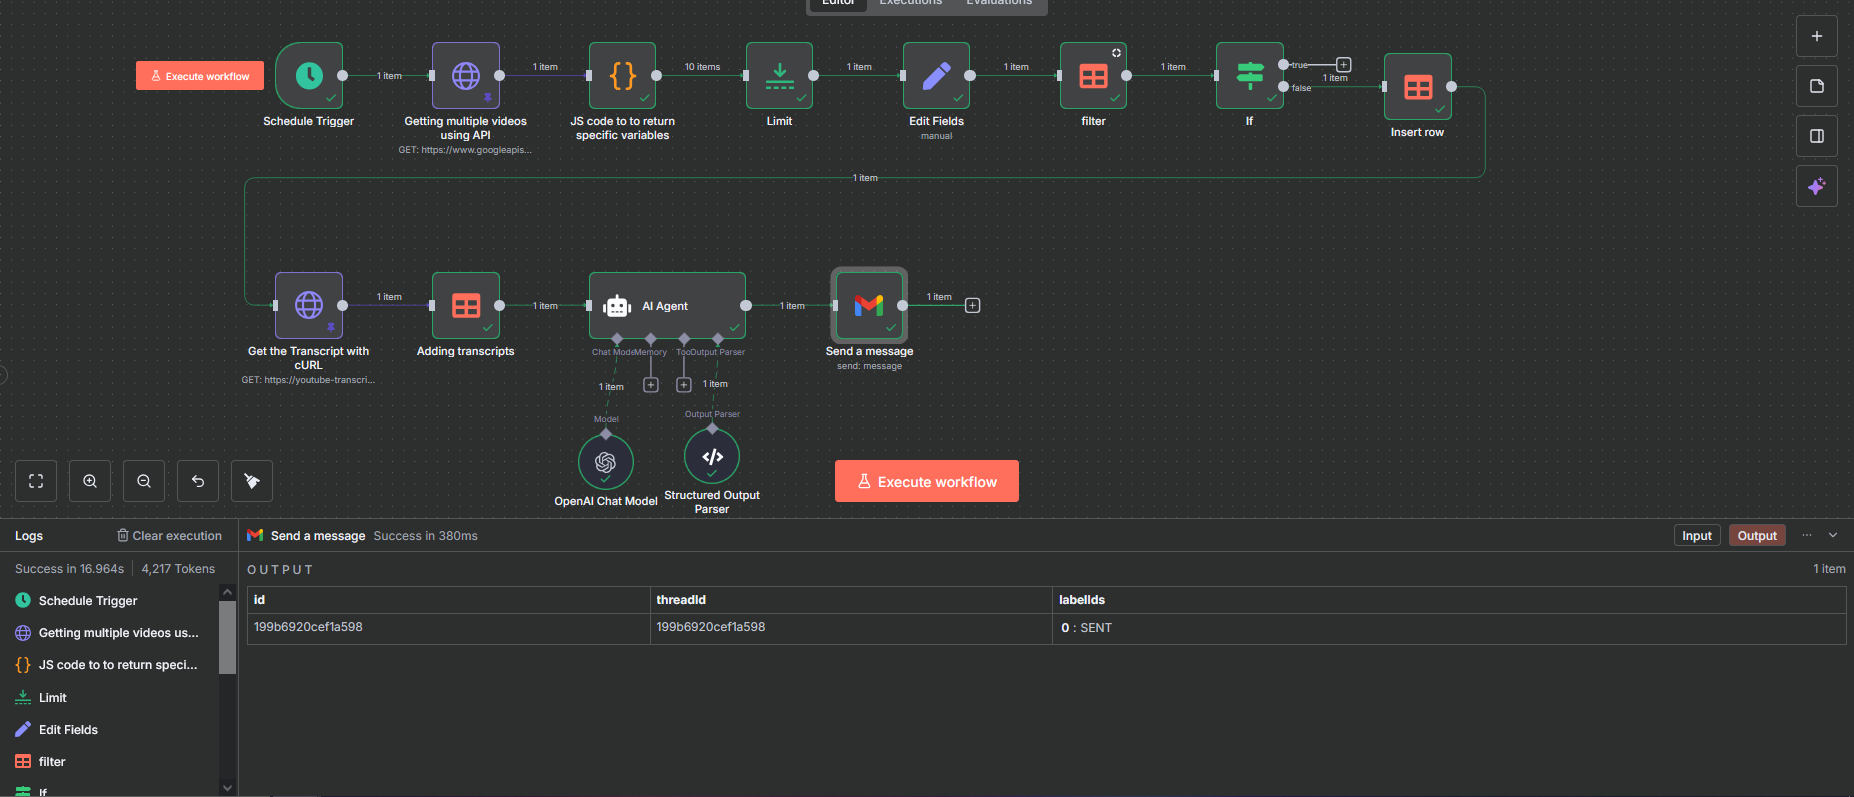 Editor Executions Evaluations
Execute workflow
1 item
1 item
10 items
1 item
1 item
1 item
true
1 item
false
Schedule Trigger
Getting multiple videos
using API
GET: https://www.googleapis...
JS code to to return
specific variables
Limit
Edit Fields
manual
filter
If
Insert row
1 item
1 item
1 item
AI Agent
1 item
1 item
Get the Transcript with
cURL
GET: https://youtube-transcri...
Adding transcripts
Chat Mode
Memory
Too
Output Parser
Send a message
send: message
1 item
1 item
Model
Output Parser
OpenAI Chat Model
Structured Output
Parser
Execute workflow
Logs
Clear execution
Send a message Success in 380ms
Input
Output
...
Success in 16.964s
4,217 Tokens
OUTPUT
1 item
Schedule Trigger
Getting multiple videos us...
JS code to to return speci...
Limit
Edit Fields
filter
If
id threadId labelIds
199b6920cef1a598 199b6920cef1a598 0 : SENT